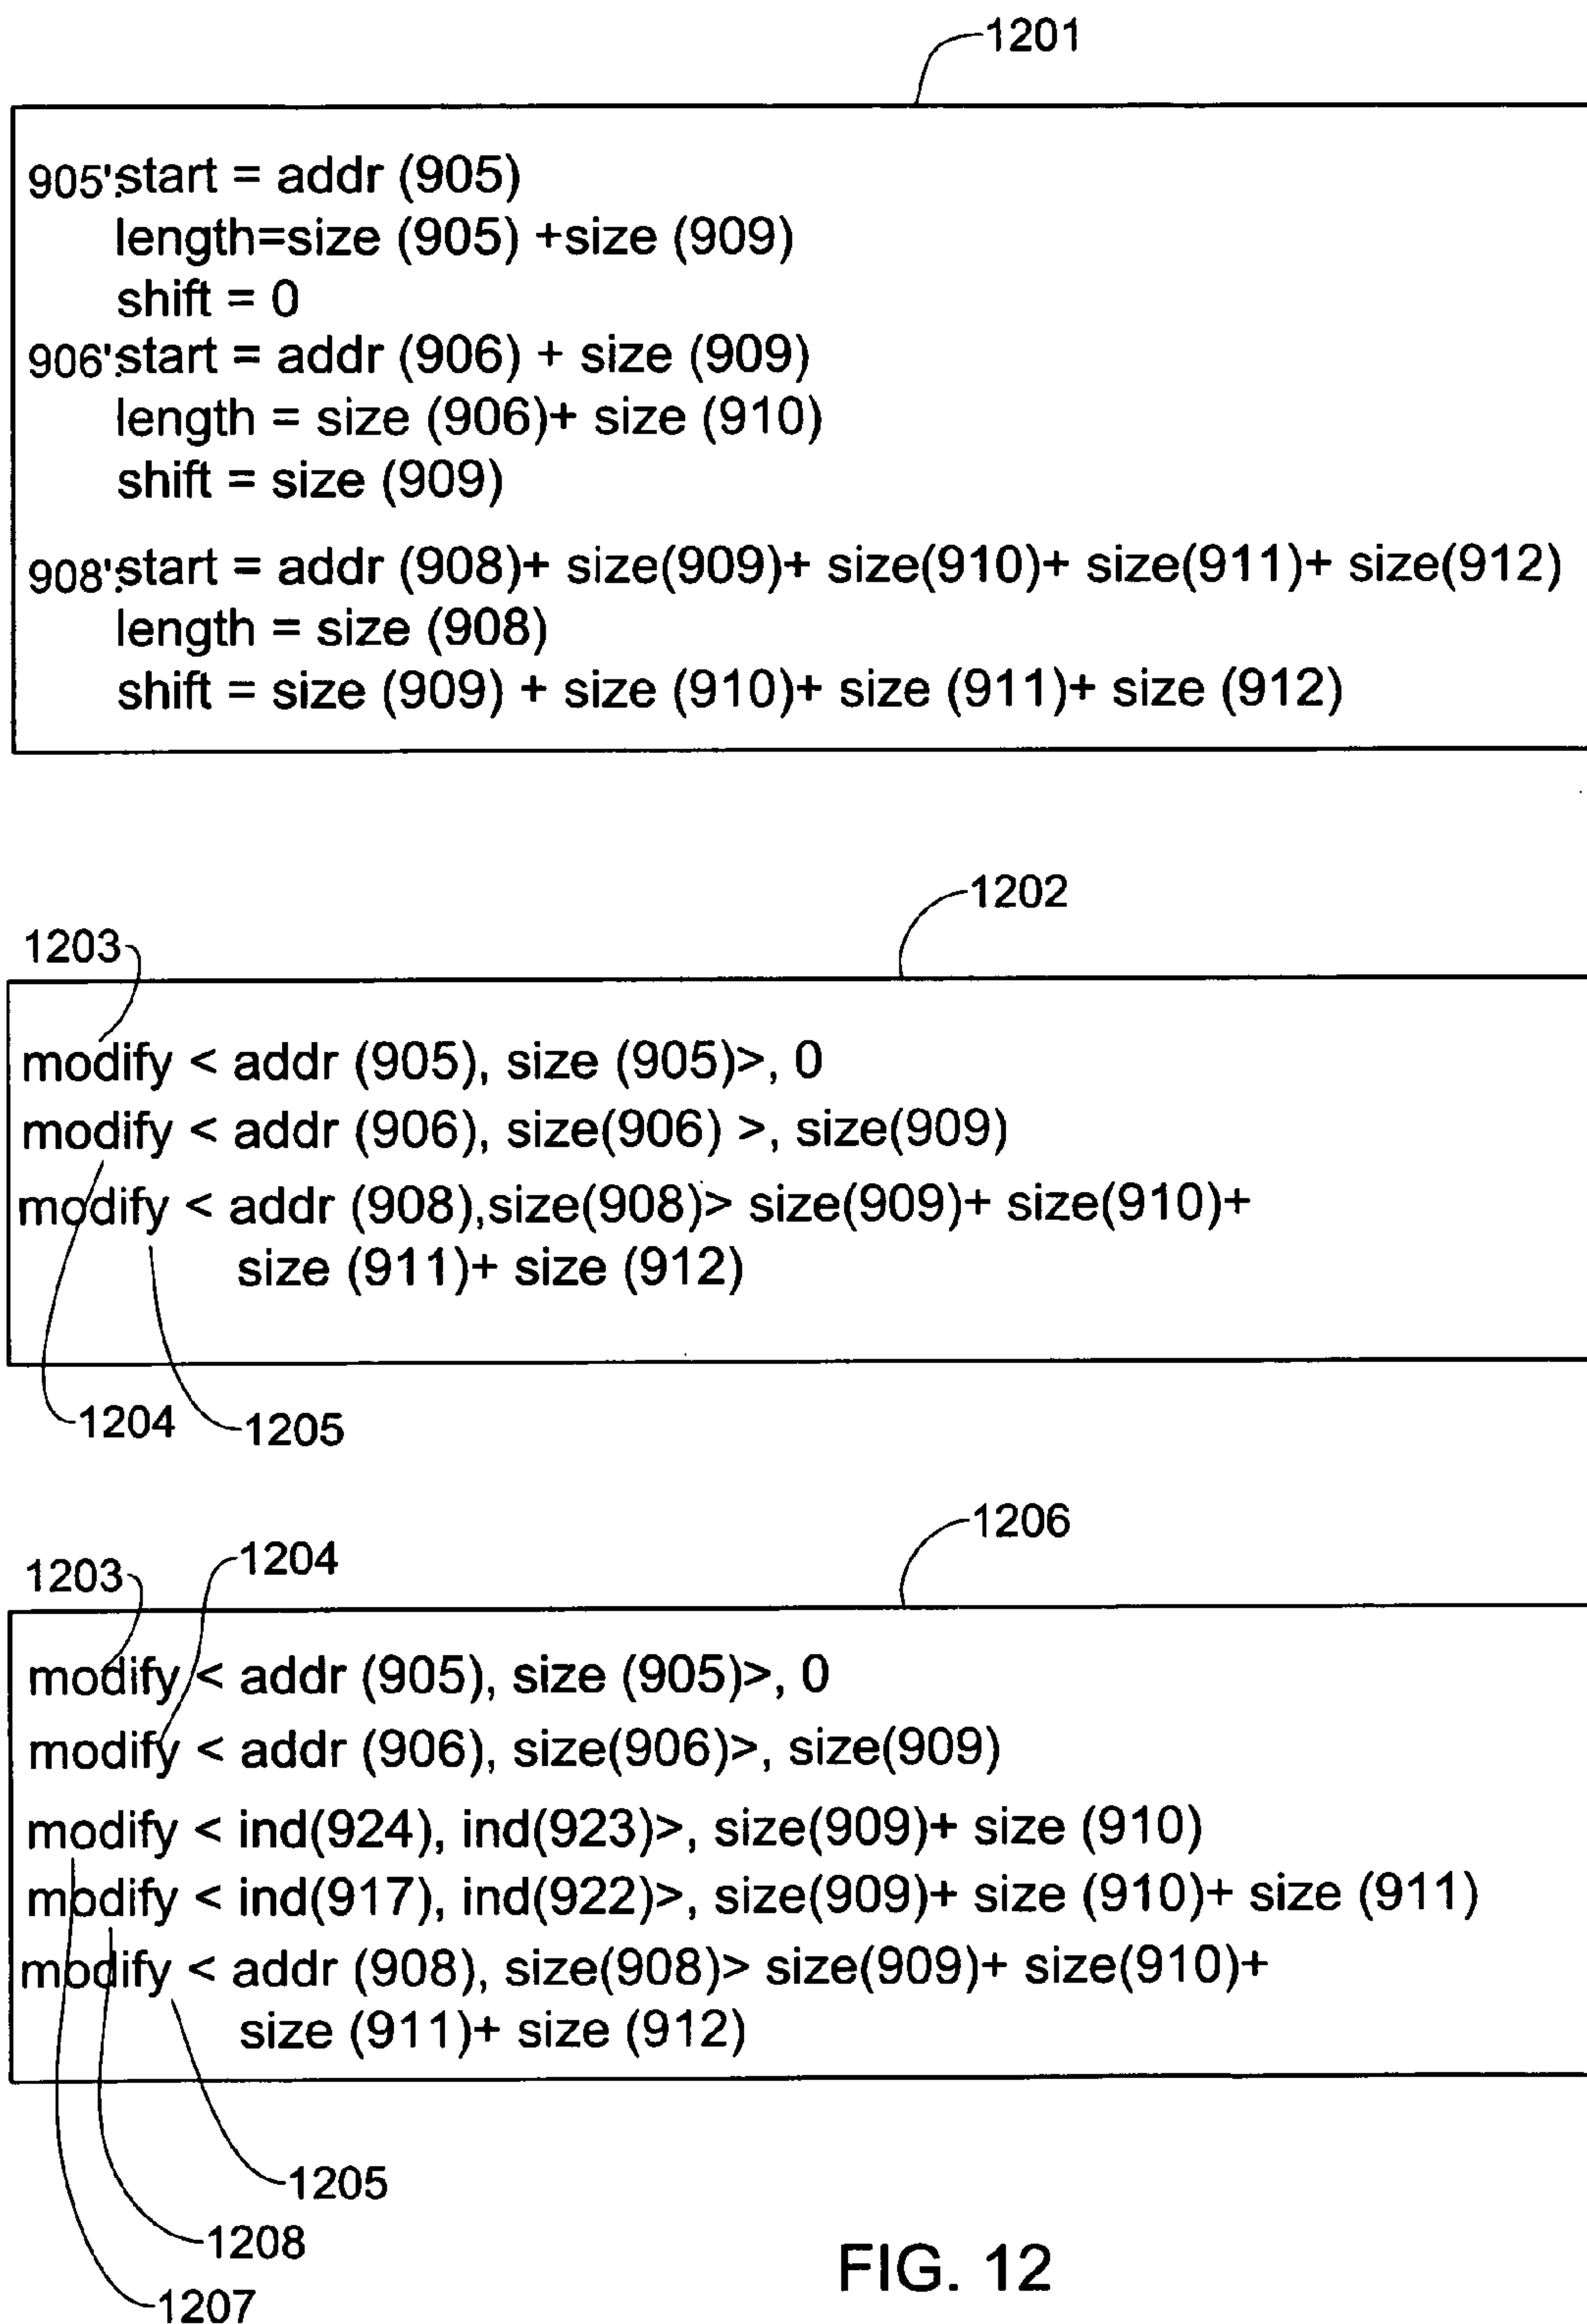 1201
905': start = addr (905)
length=size (905) +size (909)
shift = 0
906': start = addr (906) + size (909)
length = size (906)+ size (910)
shift = size (909)
908': start = addr (908)+ size(909)+ size(910)+ size(911)+ size(912)
length = size (908)
shift = size (909) + size (910)+ size (911)+ size (912)
1202
1203
modify < addr (905), size (905)>, 0
modify < addr (906), size(906) >, size(909)
modify < addr (908),size(908)> size(909)+ size(910)+
size (911)+ size (912)
1204
1205
1206
1203
1204
modify < addr (905), size (905)>, 0
modify < addr (906), size(906)>, size(909)
modify < ind(924), ind(923)>, size(909)+ size (910)
modify < ind(917), ind(922)>, size(909)+ size (910)+ size (911)
modify < addr (908), size(908)> size(909)+ size(910)+
size (911)+ size (912)
1205
1208
1207
FIG. 12